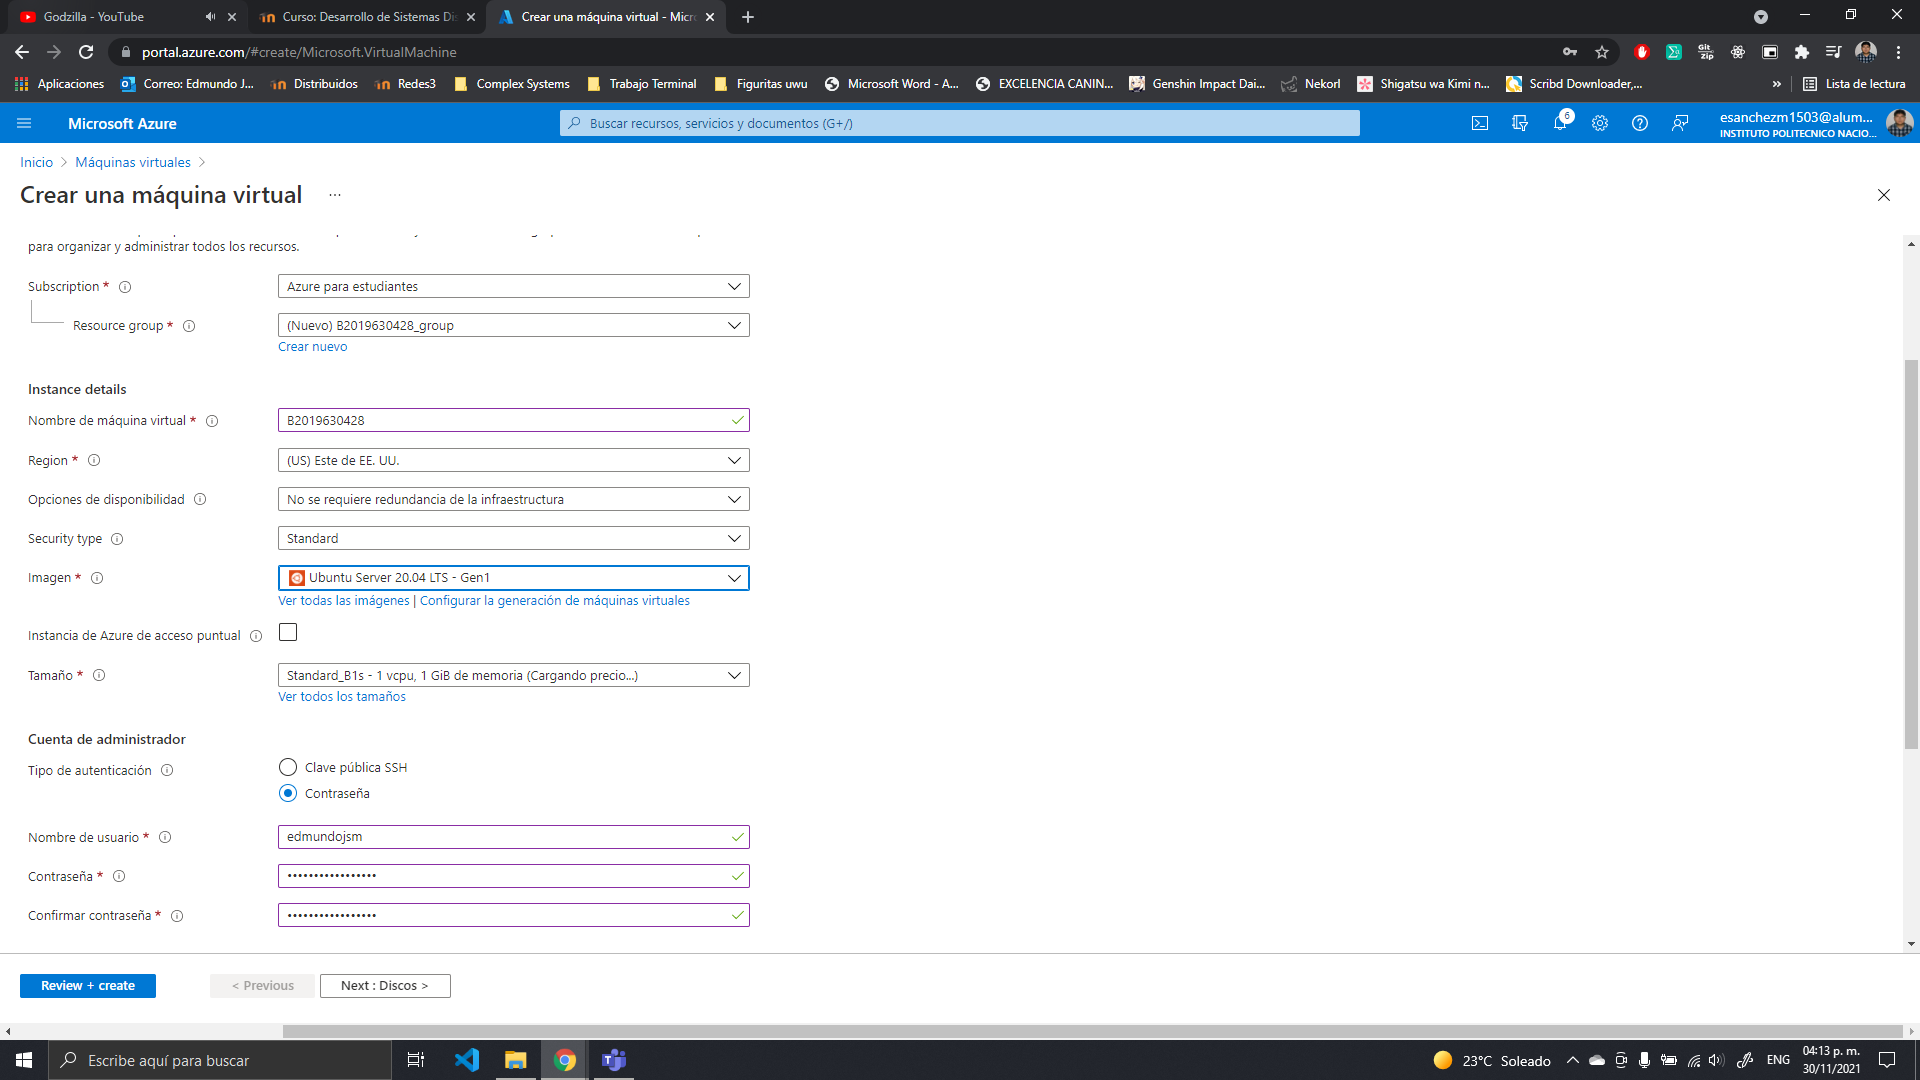 Godzilla - YouTube
Curso: Desarrollo de Sistemas Dis
Crear una máquina virtual - Micro
portal.azure.com/#create/Microsoft.VirtualMachine
Aplicaciones
Correo: Edmundo J...
Distribuidos
Redes3
Complex Systems
Trabajo Terminal
Figuritas uwu
Microsoft Word - A...
EXCELENCIA CANIN...
Genshin Impact Dai...
Nekorl
Shigatsu wa Kimi n...
Scribd Downloader,...
»
Lista de lectura
Microsoft Azure
Buscar recursos, servicios y documentos (G+/)
6
esanchezm1503@alum...
INSTITUTO POLITECNICO NACIO...
Inicio > Máquinas virtuales >
Crear una máquina virtual ...
para organizar y administrar todos los recursos.
Subscription *
Azure para estudiantes
Resource group *
(Nuevo) B2019630428_group
Crear nuevo
Instance details
Nombre de máquina virtual *
B2019630428
Region *
(US) Este de EE. UU.
Opciones de disponibilidad
No se requiere redundancia de la infraestructura
Security type
Standard
Imagen *
Ubuntu Server 20.04 LTS - Gen1
Ver todas las imágenes | Configurar la generación de máquinas virtuales
Instancia de Azure de acceso puntual
Tamaño *
Standard_B1s - 1 vcpu, 1 GiB de memoria (Cargando precio...)
Ver todos los tamaños
Cuenta de administrador
Tipo de autenticación
Clave pública SSH
Contraseña
Nombre de usuario *
edmundojsm
Contraseña *
•••••••••••••••••
Confirmar contraseña *
•••••••••••••••••
Review + create
< Previous
Next : Discos >
Escribe aquí para buscar
23°C Soleado
ENG
04:13 p. m.
30/11/2021